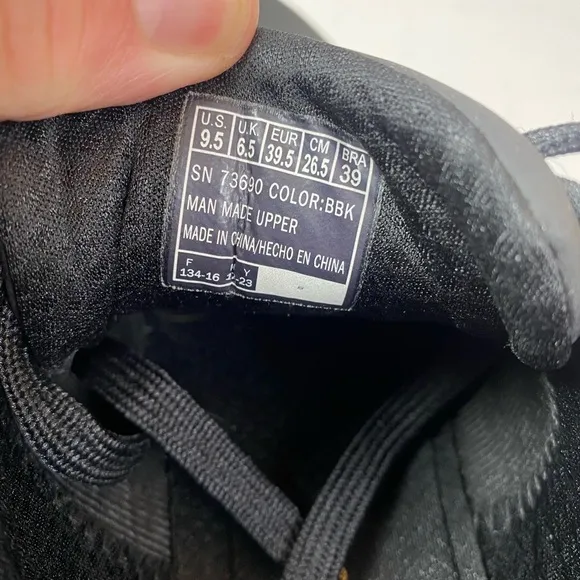 U.S. U.K. EUR CM BRA
9.5 6.5 39.5 26.5 39
SN 73690 COLOR:BBK
MAN MADE UPPER
MADE IN CHINA/HECHO EN CHINA
F Y
134-16